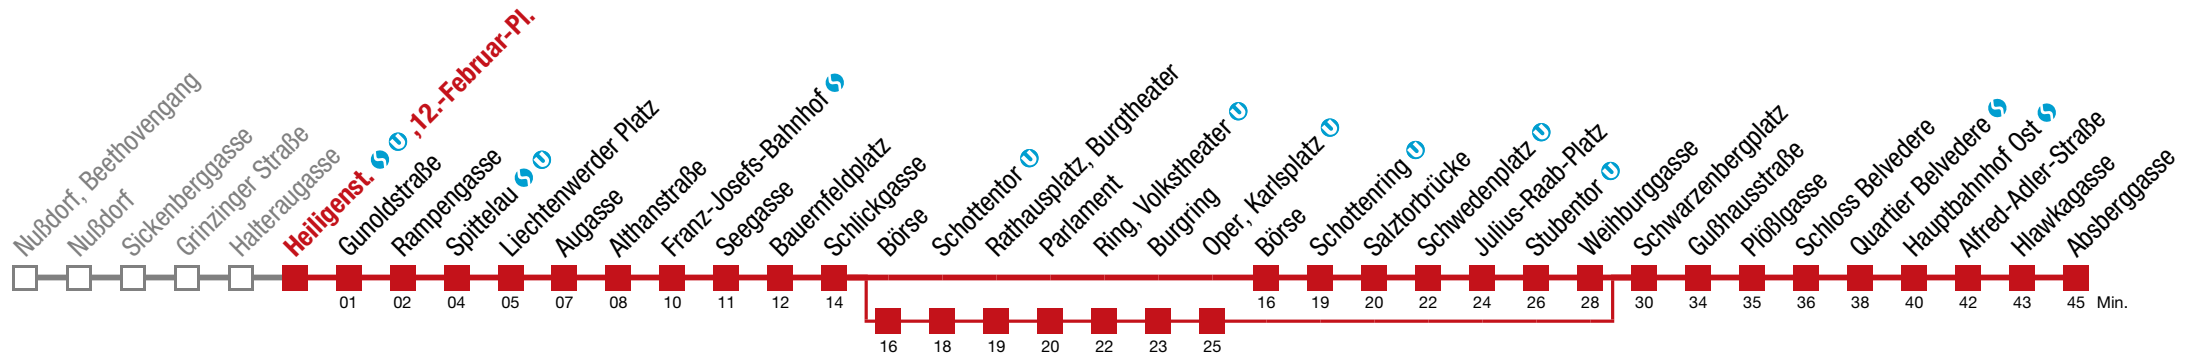 Nußdorf, Beethovengang
Nußdorf
Sickenberggasse
Grinzinger Straße
Halteraugasse
Heiligenst. S U ,12.-Februar-Pl.
Gunoldstraße
Rampengasse
Spittelau S U
Liechtenwerder Platz
Augasse
Althanstraße
Franz-Josefs-Bahnhof S
Seegasse
Bauernfeldplatz
Schlickgasse
Börse
Schottentor U
Rathausplatz, Burgtheater
Parlament
Ring, Volkstheater U
Burgring
Oper, Karlsplatz U
Börse
Schottenring U
Salztorbrücke
Schwedenplatz U
Julius-Raab-Platz
Stubentor U
Weihburggasse
Schwarzenbergplatz
Gußhausstraße
Plößlgasse
Schloss Belvedere
Quartier Belvedere S
Hauptbahnhof Ost S
Alfred-Adler-Straße
Hlawkagasse
Absberggasse
01 02 04 05 07 08 10 11 12 14 16 19 20 22 24 26 28 30 34 35 36 38 40 42 43 45 Min.
16 18 19 20 22 23 25